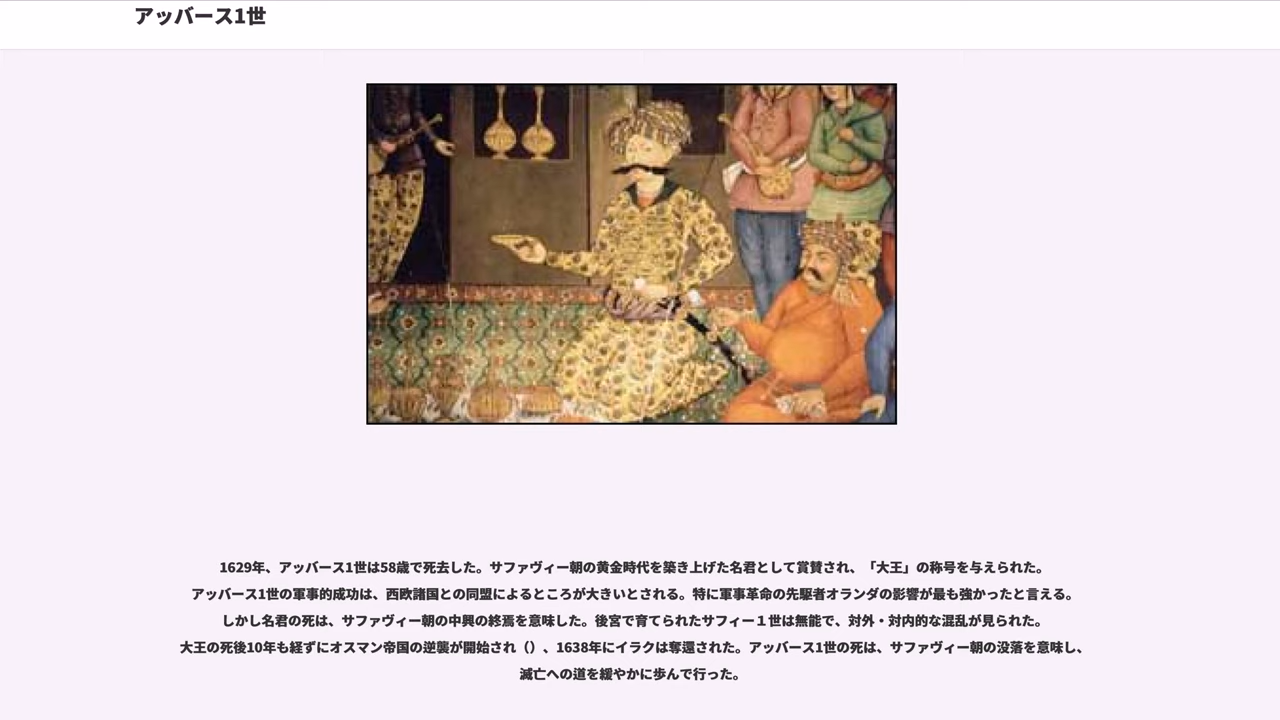 アッバース1世
1629年、アッバース1世は58歳で死去した。サファヴィー朝の黄金時代を築き上げた名君として賞賛され、「大王」の称号を与えられた。
アッバース1世の軍事的成功は、西欧諸国との同盟によるところが大きいとされる。特に軍事革命の先駆者オランダの影響が最も強かったと言える。
しかし名君の死は、サファヴィー朝の中興の終焉を意味した。後宮で育てられたサフィー１世は無能で、対外・対内的な混乱が見られた。
大王の死後10年も経ずにオスマン帝国の逆襲が開始され（）、1638年にイラクは奪還された。アッバース1世の死は、サファヴィー朝の没落を意味し、
滅亡への道を緩やかに歩んで行った。